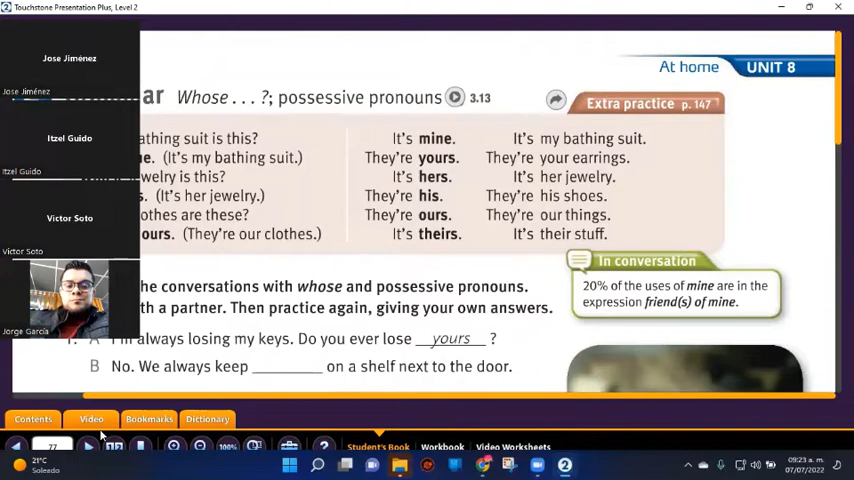 Touchstone Presentation Plus, Level 2
Jose Jiménez
Jose Jiménez
Itzel Guido
Itzel Guido
Victor Soto
Victor Soto
Jorge García
At home UNIT 8
ar Whose . . . ?; possessive pronouns 3.13
Extra practice p. 147
athing suit is this?
ne. (It's my bathing suit.)
welry is this?
s. (It's her jewelry.)
lothes are these?
ours. (They're our clothes.)
It's mine. It's my bathing suit.
They're yours. They're your earrings.
It's hers. It's her jewelry.
They're his. They're his shoes.
They're ours. They're our things.
It's theirs. It's their stuff.
In conversation
20% of the uses of mine are in the
expression friend(s) of mine.
the conversations with whose and possessive pronouns.
th a partner. Then practice again, giving your own answers.
1. A I'm always losing my keys. Do you ever lose yours ?
B No. We always keep ________ on a shelf next to the door.
Contents Video Bookmarks Dictionary
77 100% Student's Book Workbook Video Worksheets
21°C
Soleado
09:23 a. m.
07/07/2022